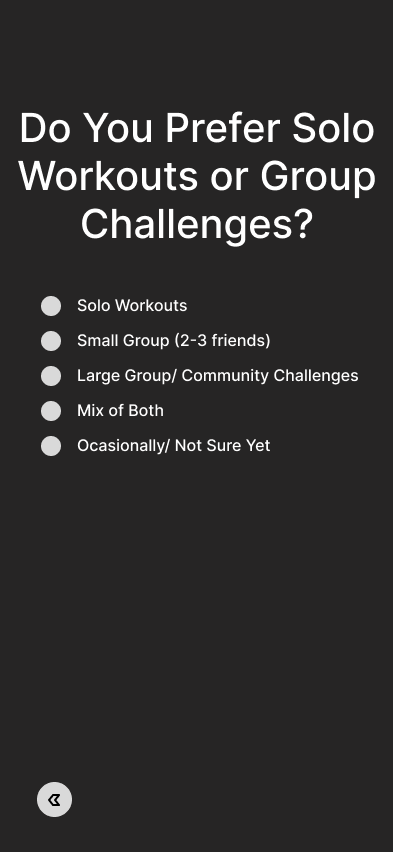 Do You Prefer Solo
Workouts or Group
Challenges?
Solo Workouts
Small Group (2-3 friends)
Large Group/ Community Challenges
Mix of Both
Ocasionally/ Not Sure Yet